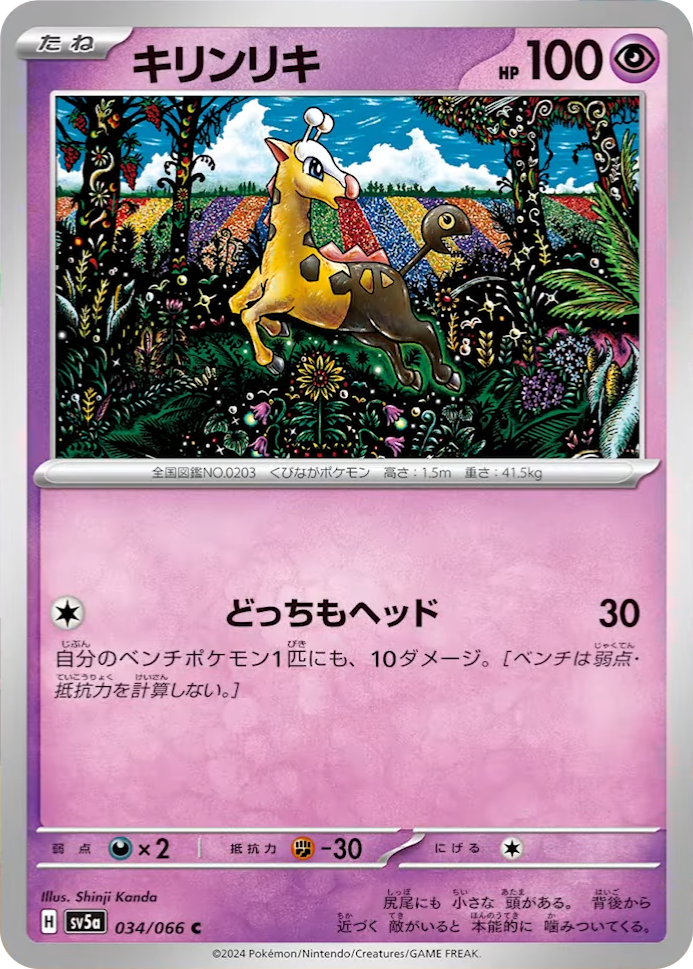 たね
キリンリキ
HP 100
全国図鑑NO.0203 くびながポケモン 高さ：1.5m 重さ：41.5kg
どっちもヘッド 30
自分のベンチポケモン1匹にも、10ダメージ。［ベンチは弱点・
抵抗力を計算しない。］
弱点 ×2 抵抗力 -30 にげる
Illus. Shinji Kanda
H sv5a 034/066 C
尻尾にも 小さな 頭がある。 背後から
近づく 敵がいると 本能的に 噛みついてくる。
©2024 Pokémon/Nintendo/Creatures/GAME FREAK.